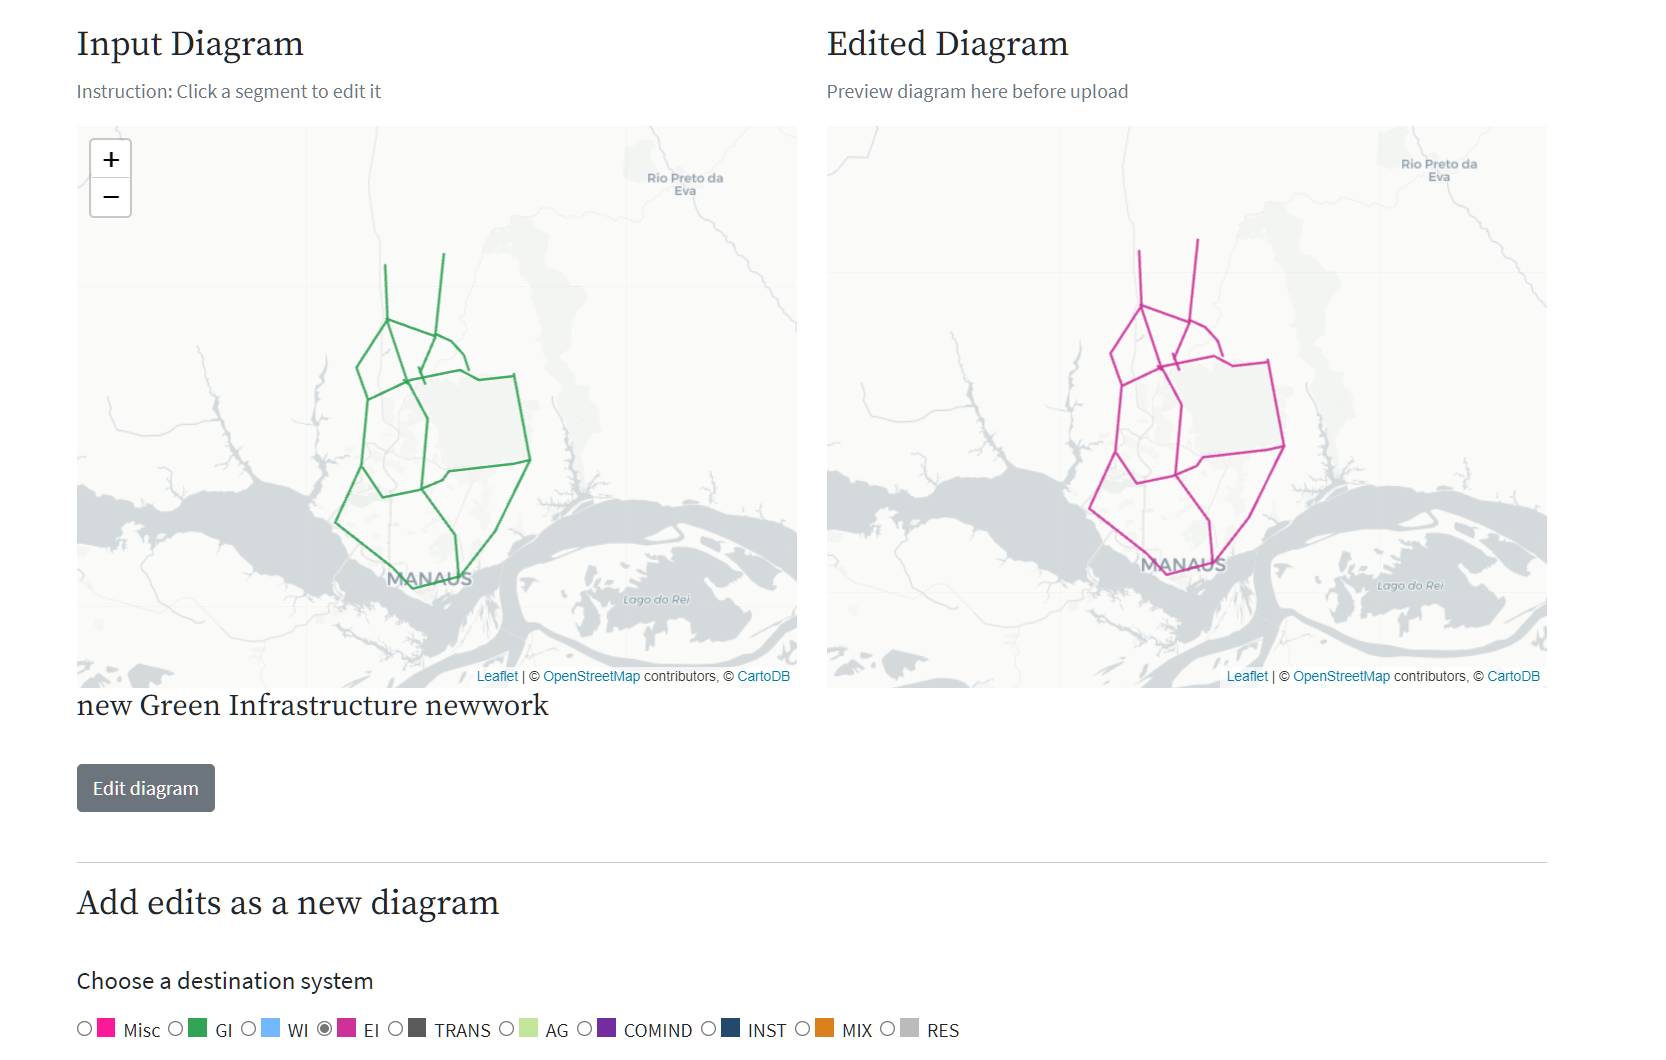 Input Diagram
Instruction: Click a segment to edit it
+
−
Rio Preto da
Eva
MANAUS
Lago do Rei
Leaflet | © OpenStreetMap contributors, © CartoDB
new Green Infrastructure newwork
Edit diagram
Edited Diagram
Preview diagram here before upload
Rio Preto da
Eva
MANAUS
Lago do Rei
Leaflet | © OpenStreetMap contributors, © CartoDB
Add edits as a new diagram
Choose a destination system
Misc GI WI EI TRANS AG COMIND INST MIX RES